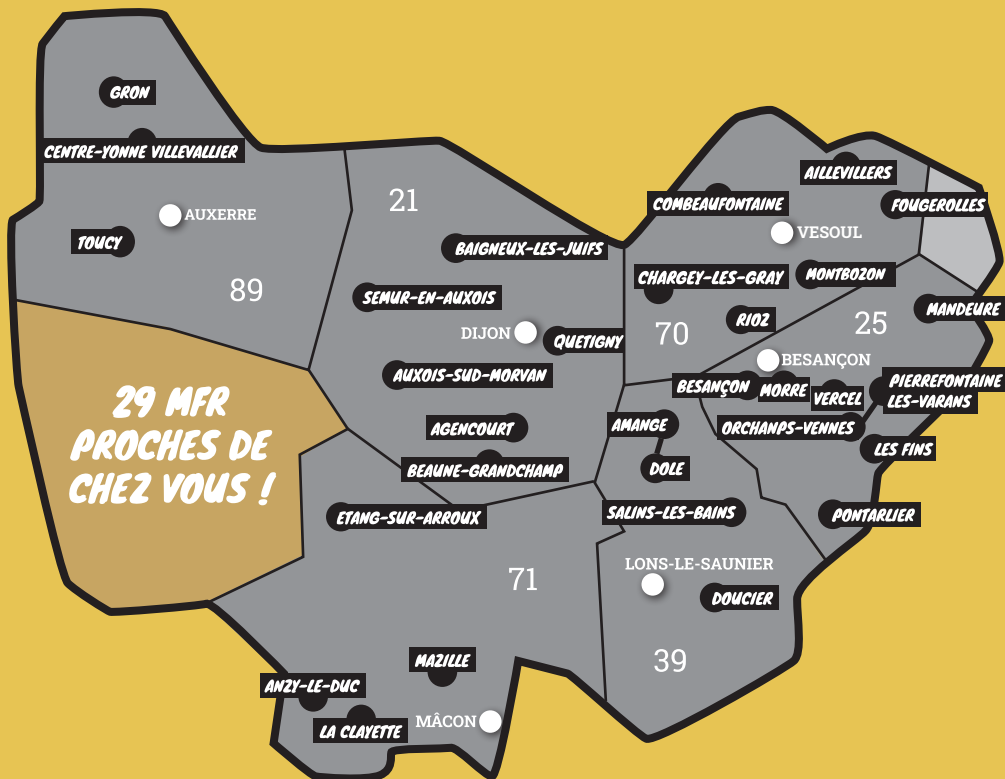 GRON
CENTRE-YONNE VILLEVALLIER
AUXERRE
TOUCY
89
21
BAIGNEUX-LES-JUIFS
SEMUR-EN-AUXOIS
DIJON
QUETIGNY
AUXOIS-SUD-MORVAN
AGENCOURT
BEAUNE-GRANDCHAMP
AILLEVILLERS
COMBEAUFONTAINE
FOUGEROLLES
VESOUL
CHARGEY-LES-GRAY
MONTBOZON
RIOZ
70
25
MANDEURE
BESANÇON
BESANÇON
MORRE
VERCEL
PIERREFONTAINE
LES-VARANS
ORCHANPS-VENNES
LES FINS
PONTARLIER
AMANGE
DOLE
SALINS-LES-BAINS
LONS-LE-SAUNIER
DOUCIER
39
29 MFR
PROCHES DE
CHEZ VOUS !
ETANG-SUR-ARROUX
71
MAZILLE
ANZY-LE-DUC
LA CLAYETTE
MÂCON